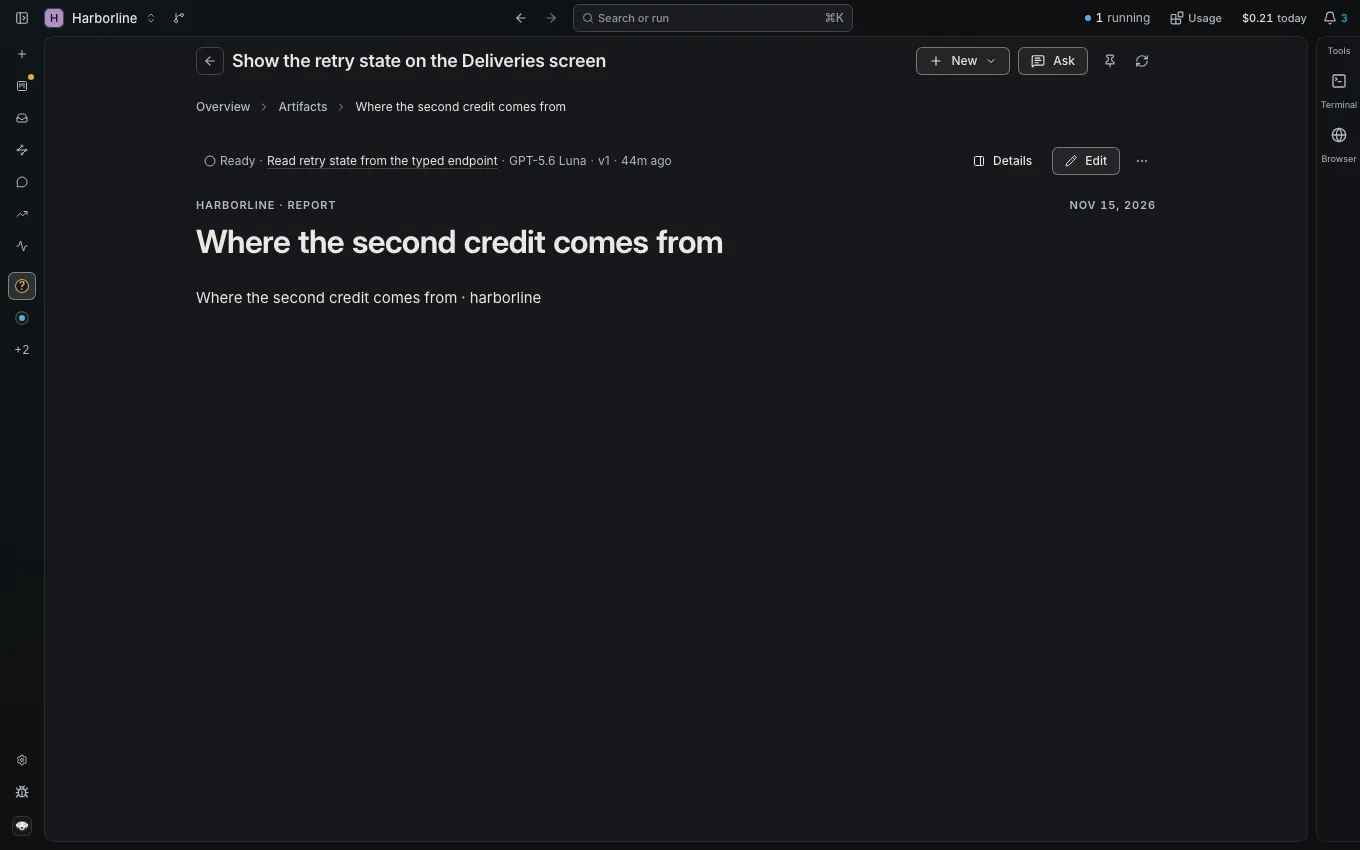 H Harborline Search or run ⌘K 1 running Usage $0.21 today 3
Show the retry state on the Deliveries screen New Ask
Overview Artifacts Where the second credit comes from
Ready · Read retry state from the typed endpoint · GPT-5.6 Luna · v1 · 44m ago Details Edit
HARBORLINE · REPORT NOV 15, 2026
Where the second credit comes from
Where the second credit comes from · harborline
+2
Tools
Terminal
Browser